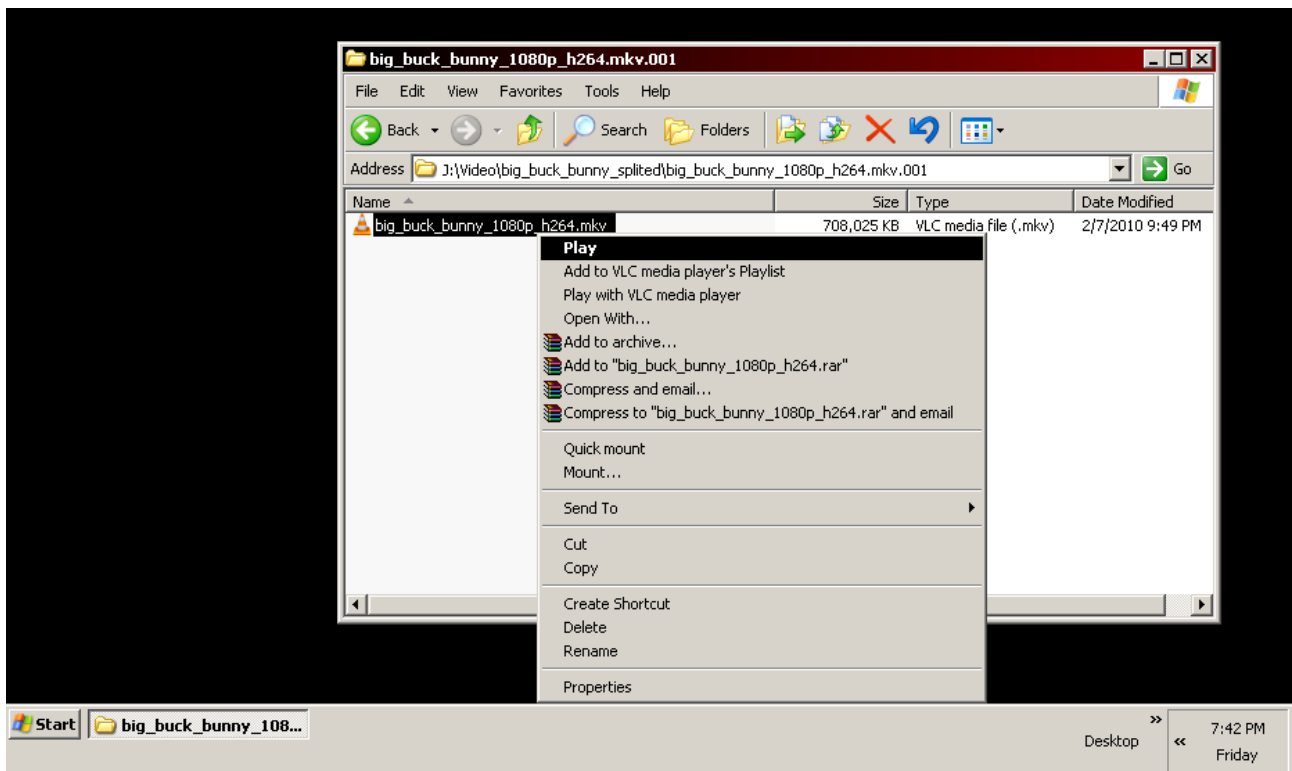 big_buck_bunny_1080p_h264.mkv.001
File Edit View Favorites Tools Help
Back Search Folders
Address J:\Video\big_buck_bunny_splited\big_buck_bunny_1080p_h264.mkv.001 Go
Name Size Type Date Modified
big_buck_bunny_1080p_h264.mkv 708,025 KB VLC media file (.mkv) 2/7/2010 9:49 PM
Play
Add to VLC media player's Playlist
Play with VLC media player
Open With...
Add to archive...
Add to "big_buck_bunny_1080p_h264.rar"
Compress and email...
Compress to "big_buck_bunny_1080p_h264.rar" and email
Quick mount
Mount...
Send To
Cut
Copy
Create Shortcut
Delete
Rename
Properties
Start big_buck_bunny_108... Desktop » « 7:42 PM
Friday